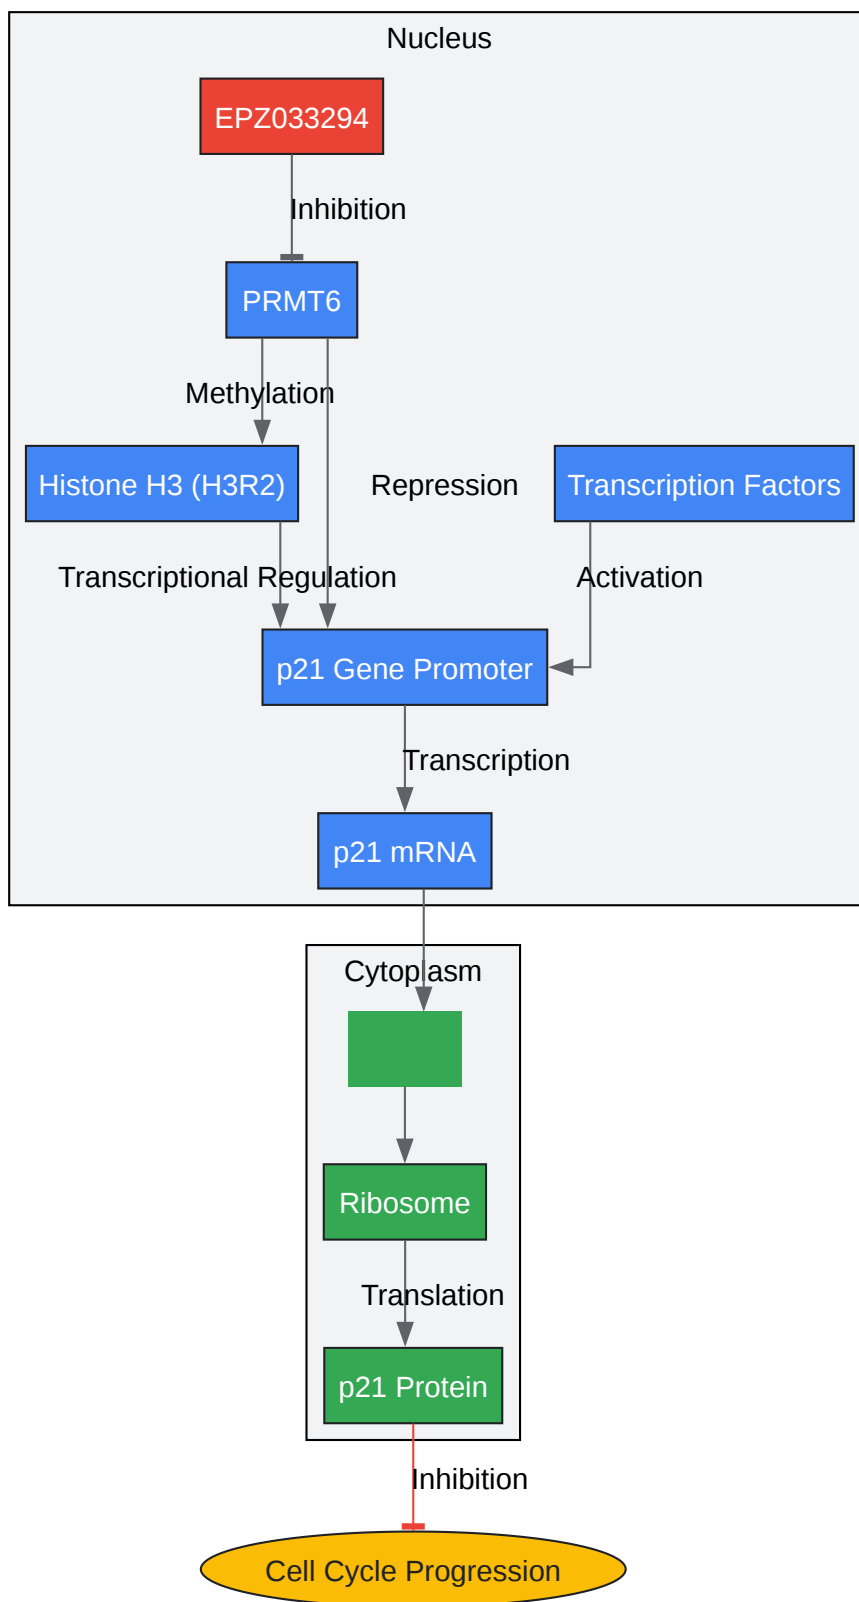 Nucleus
EPZ033294
Inhibition
PRMT6
Methylation
Histone H3 (H3R2)
Repression
Transcription Factors
Transcriptional Regulation
Activation
p21 Gene Promoter
Transcription
p21 mRNA
Cytoplasm
Ribosome
Translation
p21 Protein
Inhibition
Cell Cycle Progression